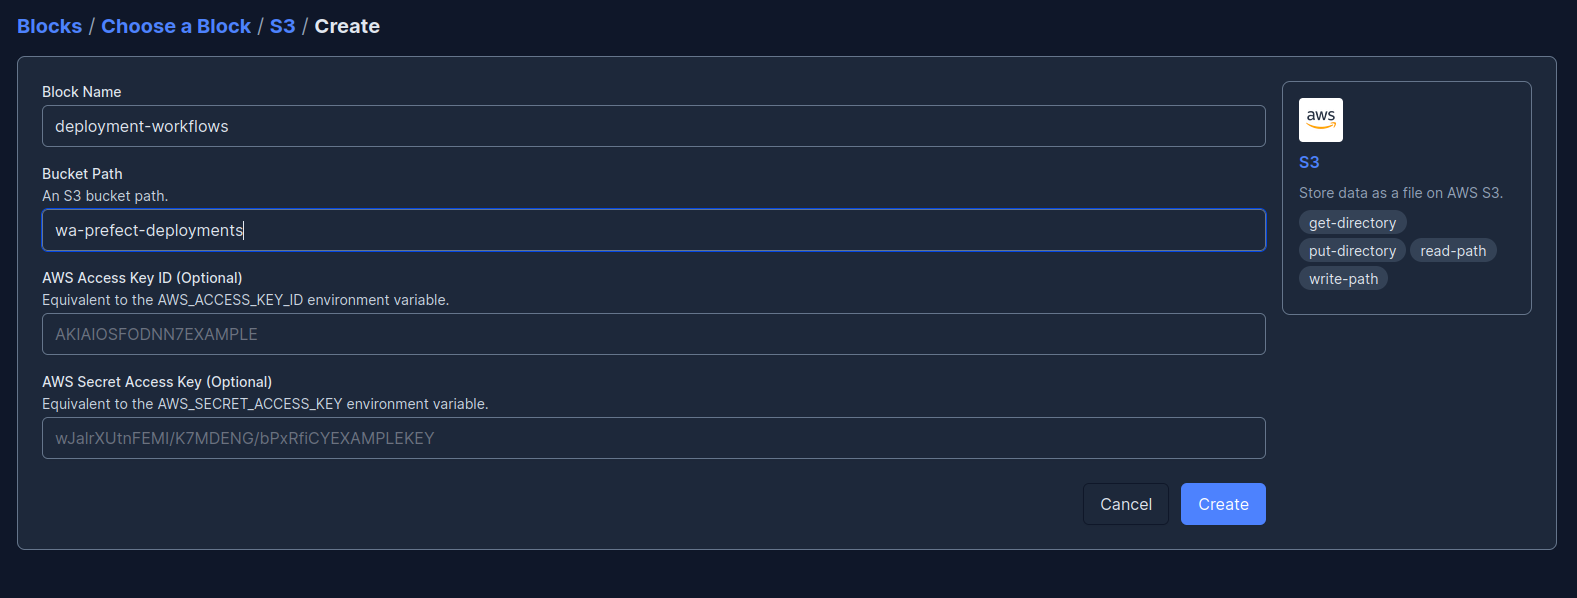 Blocks / Choose a Block / S3 / Create
Block Name
deployment-workflows
Bucket Path
An S3 bucket path.
wa-prefect-deployments
AWS Access Key ID (Optional)
Equivalent to the AWS_ACCESS_KEY_ID environment variable.
AKIAIOSFODNN7EXAMPLE
AWS Secret Access Key (Optional)
Equivalent to the AWS_SECRET_ACCESS_KEY environment variable.
wJalrXUtnFEMI/K7MDENG/bPxRfiCYEXAMPLEKEY
Cancel Create
aws
S3
Store data as a file on AWS S3.
get-directory
put-directory read-path
write-path